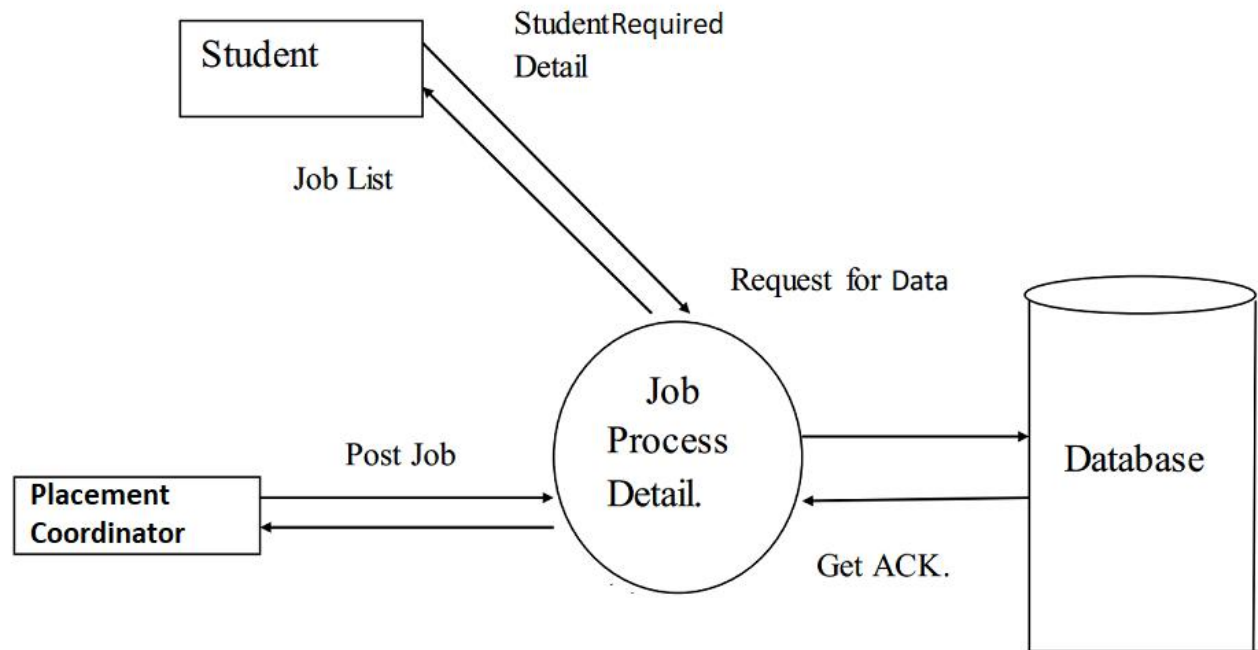 Student
StudentRequired
Detail
Job List
Request for Data
Job
Process
Detail.
Post Job
Placement
Coordinator
Database
Get ACK.